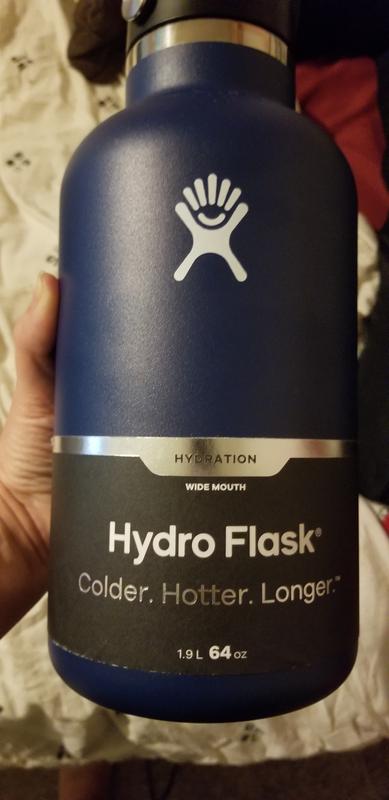 HYDRATION
WIDE MOUTH
Hydro Flask®
Colder. Hotter. Longer.™
1.9 L 64 oz